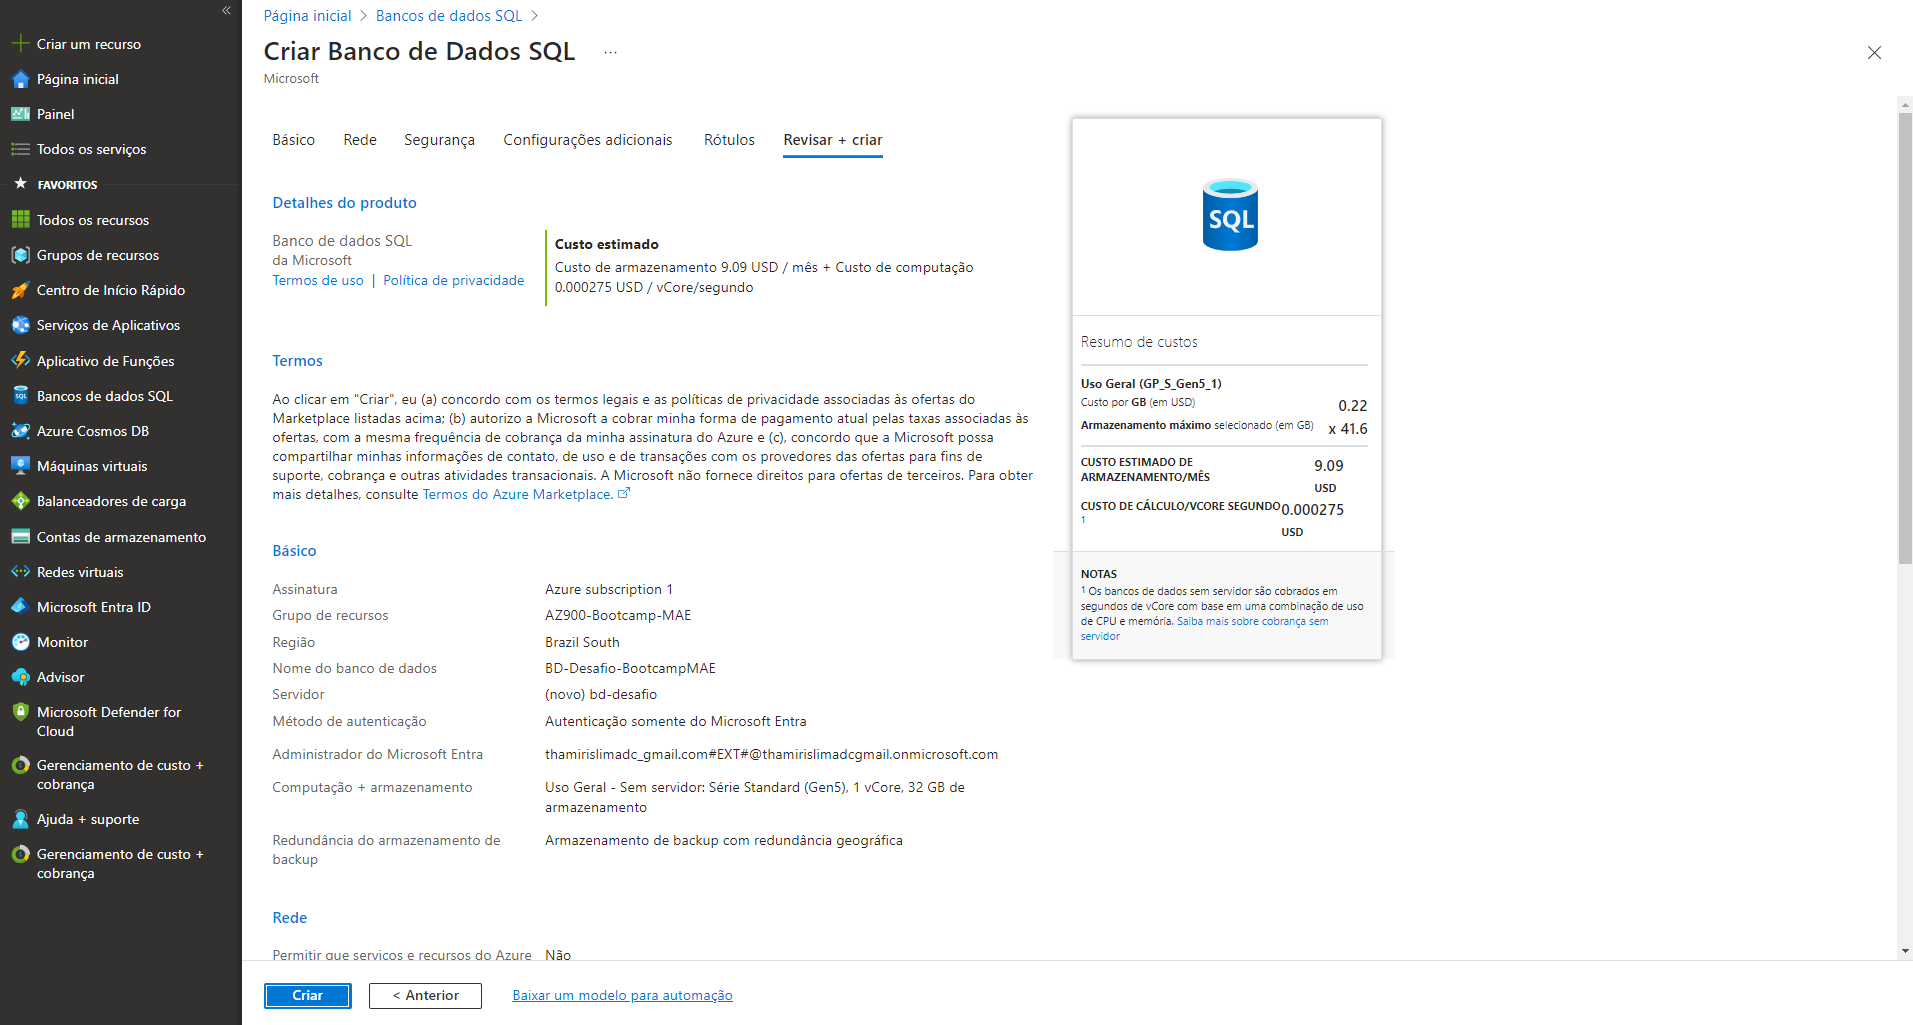 «
Criar um recurso
Página inicial
Painel
Todos os serviços
FAVORITOS
Todos os recursos
Grupos de recursos
Centro de Início Rápido
Serviços de Aplicativos
Aplicativo de Funções
Bancos de dados SQL
Azure Cosmos DB
Máquinas virtuais
Balanceadores de carga
Contas de armazenamento
Redes virtuais
Microsoft Entra ID
Monitor
Advisor
Microsoft Defender for
Cloud
Gerenciamento de custo +
cobrança
Ajuda + suporte
Gerenciamento de custo +
cobrança
Página inicial > Bancos de dados SQL >
Criar Banco de Dados SQL ...
Microsoft
Básico Rede Segurança Configurações adicionais Rótulos Revisar + criar
Detalhes do produto
Banco de dados SQL
da Microsoft
Termos de uso | Política de privacidade
Custo estimado
Custo de armazenamento 9.09 USD / mês + Custo de computação
0.000275 USD / vCore/segundo
Termos
Ao clicar em "Criar", eu (a) concordo com os termos legais e as políticas de privacidade associadas às ofertas do
Marketplace listadas acima; (b) autorizo a Microsoft a cobrar minha forma de pagamento atual pelas taxas associadas às
ofertas, com a mesma frequência de cobrança da minha assinatura do Azure e (c), concordo que a Microsoft possa
compartilhar minhas informações de contato, de uso e de transações com os provedores das ofertas para fins de
suporte, cobrança e outras atividades transacionais. A Microsoft não fornece direitos para ofertas de terceiros. Para obter
mais detalhes, consulte Termos do Azure Marketplace.
Básico
Assinatura Azure subscription 1
Grupo de recursos AZ900-Bootcamp-MAE
Região Brazil South
Nome do banco de dados BD-Desafio-BootcampMAE
Servidor (novo) bd-desafio
Método de autenticação Autenticação somente do Microsoft Entra
Administrador do Microsoft Entra thamirislimadc_gmail.com#EXT#@thamirislimadcgmail.onmicrosoft.com
Computação + armazenamento Uso Geral - Sem servidor: Série Standard (Gen5), 1 vCore, 32 GB de
armazenamento
Redundância do armazenamento de Armazenamento de backup com redundância geográfica
backup
Rede
Permitir que serviços e recursos do Azure Não
Criar < Anterior Baixar um modelo para automação
SQL
Resumo de custos
Uso Geral (GP_S_Gen5_1)
Custo por GB (em USD) 0.22
Armazenamento máximo selecionado (em GB) x 41.6
CUSTO ESTIMADO DE 9.09
ARMAZENAMENTO/MÊS
USD
CUSTO DE CÁLCULO/VCORE SEGUNDO 0.000275
1
USD
NOTAS
1 Os bancos de dados sem servidor são cobrados em
segundos de vCore com base em uma combinação de uso
de CPU e memória. Saiba mais sobre cobrança sem
servidor